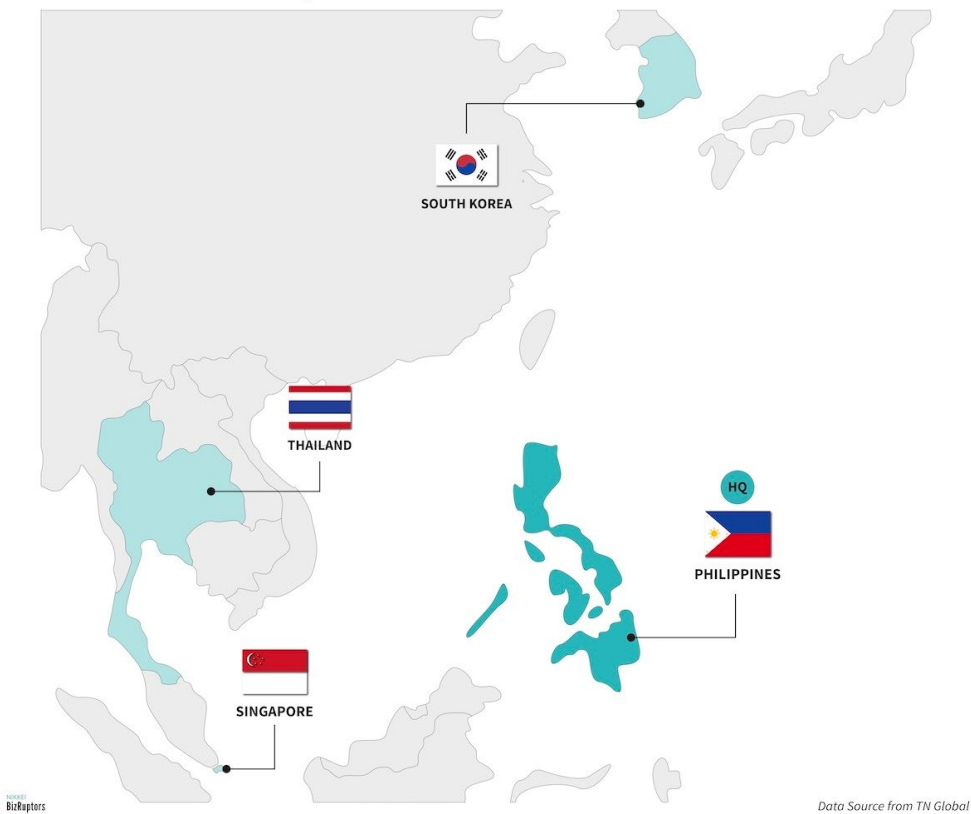 SOUTH KOREA
THAILAND
HQ
PHILIPPINES
SINGAPORE
NIKKEI
BizRuptors
Data Source from TN Global